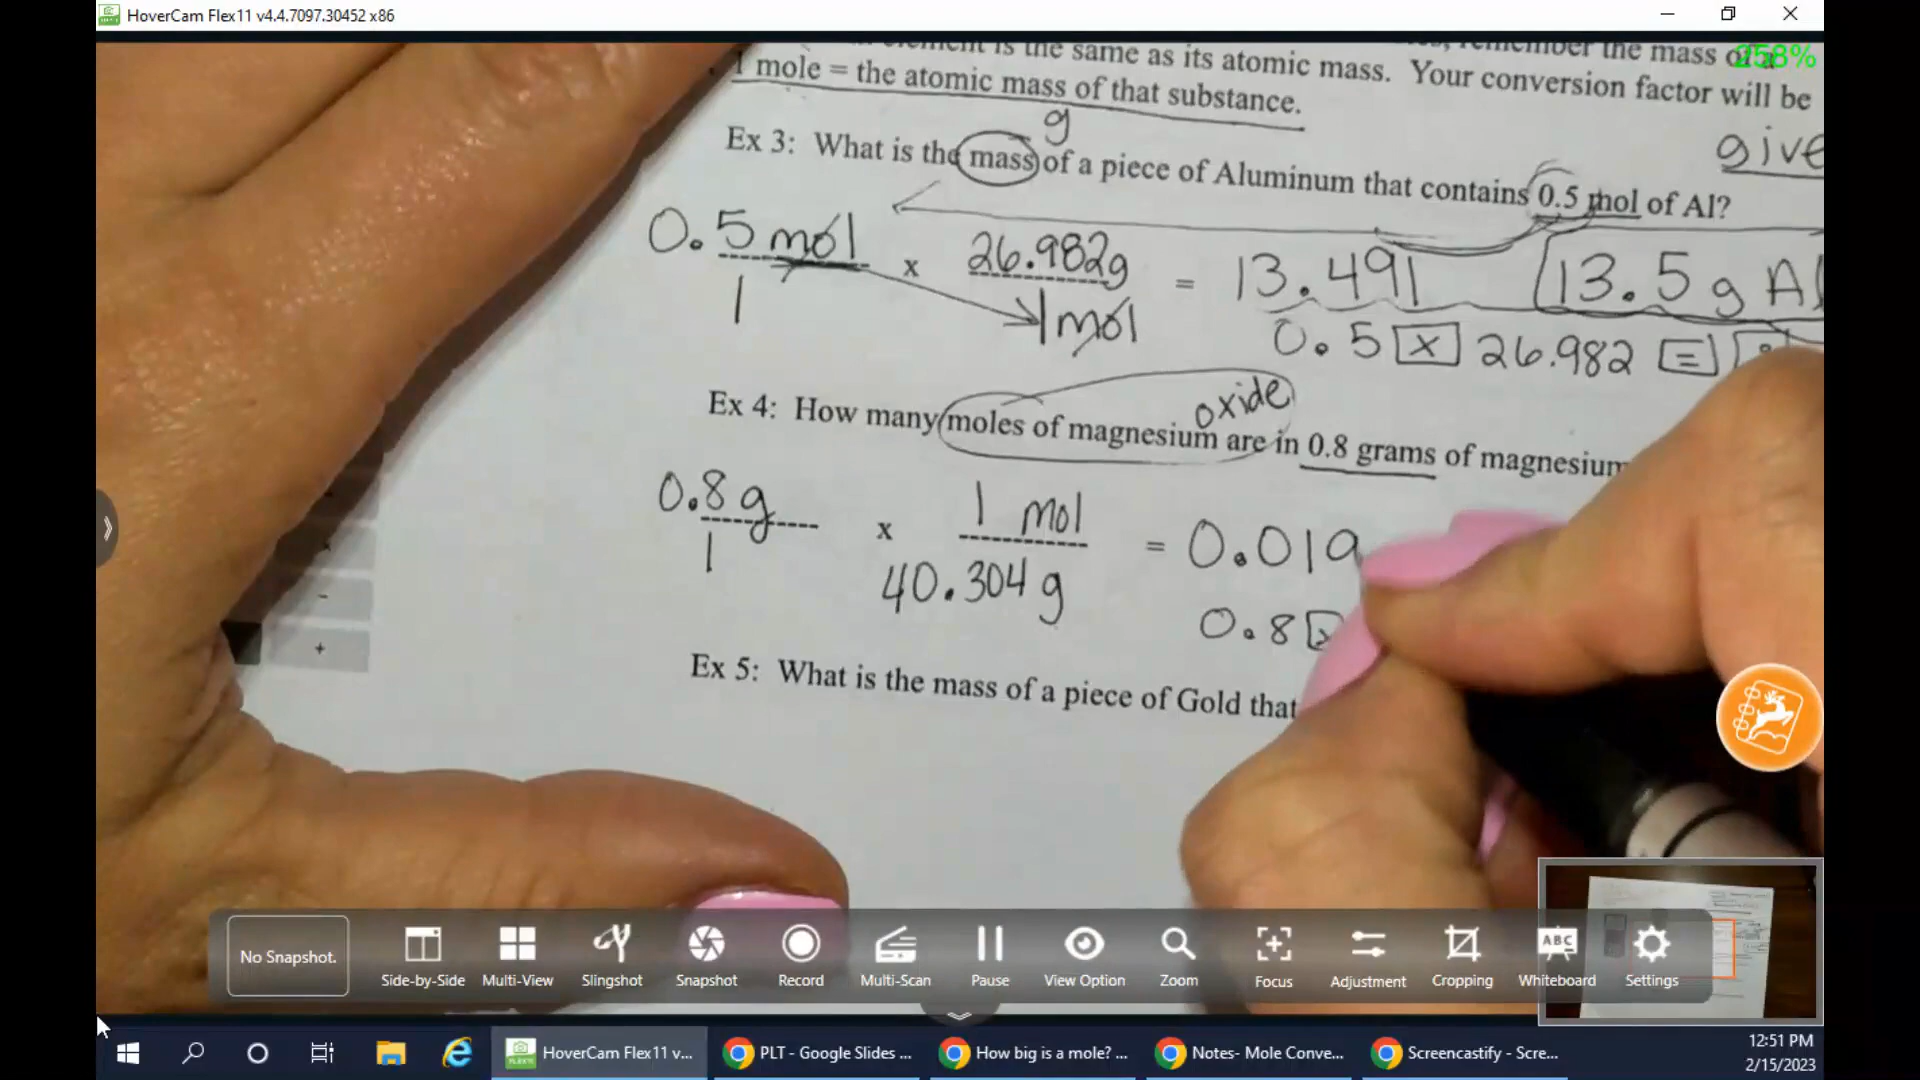 HoverCam Flex11 v4.4.7097.30452 x86
element is the same as its atomic mass. Your conversion factor will be
remember the mass of a
258%
1 mole = the atomic mass of that substance.
g
give
Ex 3: What is the mass of a piece of Aluminum that contains 0.5 mol of Al?
0.5 mol x 26.982g = 13.491 13.5 g Al
1 1 mol
0.5 x 26.982 =
oxide
Ex 4: How many moles of magnesium are in 0.8 grams of magnesium
0.8 g x 1 mol = 0.019
1 40.304 g
0.8 x
Ex 5: What is the mass of a piece of Gold that
No Snapshot.
Side-by-Side
Multi-View
Slingshot
Snapshot
Record
Multi-Scan
Pause
View Option
Zoom
Focus
Adjustment
Cropping
ABC
Whiteboard
Settings
HoverCam Flex11 v...
PLT - Google Slides ...
How big is a mole? ...
Notes- Mole Conve...
Screencastify - Scre...
12:51 PM
2/15/2023